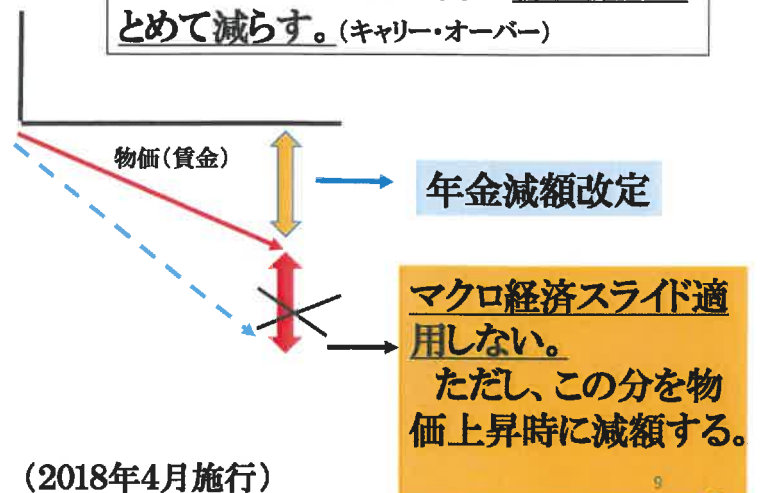 とめて減らす。(キャリー・オーバー)
物価(賃金)
年金減額改定
マクロ経済スライド適
用しない。
ただし、この分を物
価上昇時に減額する。
(2018年4月施行)
9